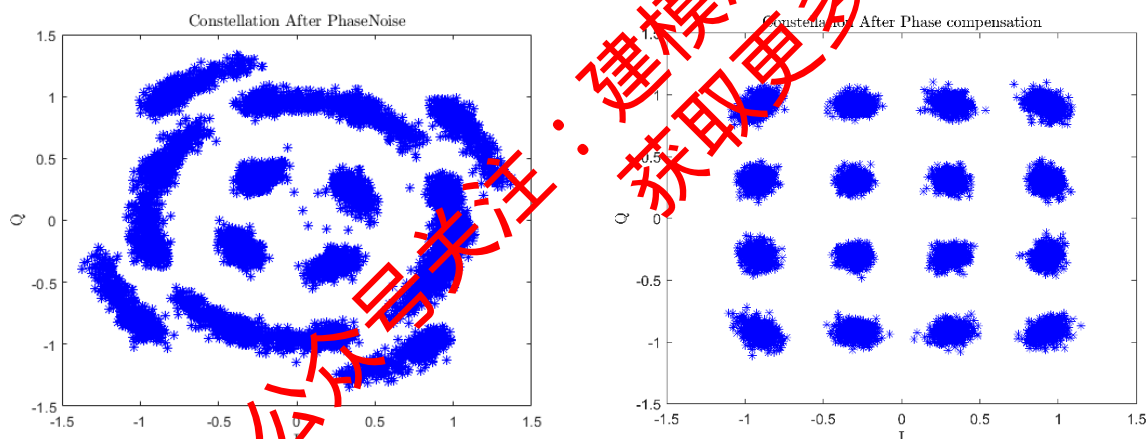 Constellation After PhaseNoise
1.5
1
0.5
0
-0.5
-1
-1.5
Q
-1.5 -1 -0.5 0 0.5 1 1.5
Constellation After Phase compensation
1.5
1
0.5
0
-0.5
-1
-1.5
Q
-1.5 -1 -0.5 0 0.5 1 1.5
I
公众号关注：建模
获取更多